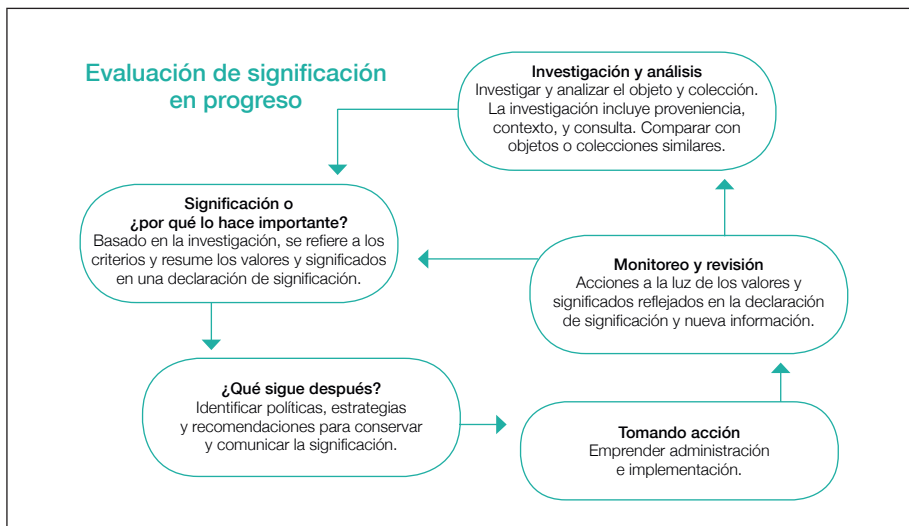 Evaluación de significación
en progreso
Investigación y análisis
Investigar y analizar el objeto y colección.
La investigación incluye proveniencia,
contexto, y consulta. Comparar con
objetos o colecciones similares.
Significación o
¿por qué lo hace importante?
Basado en la investigación, se refiere a los
criterios y resume los valores y significados
en una declaración de significación.
Monitoreo y revisión
Acciones a la luz de los valores y
significados reflejados en la declaración
de significación y nueva información.
¿Qué sigue después?
Identificar políticas, estrategias
y recomendaciones para conservar
y comunicar la significación.
Tomando acción
Emprender administración
e implementación.